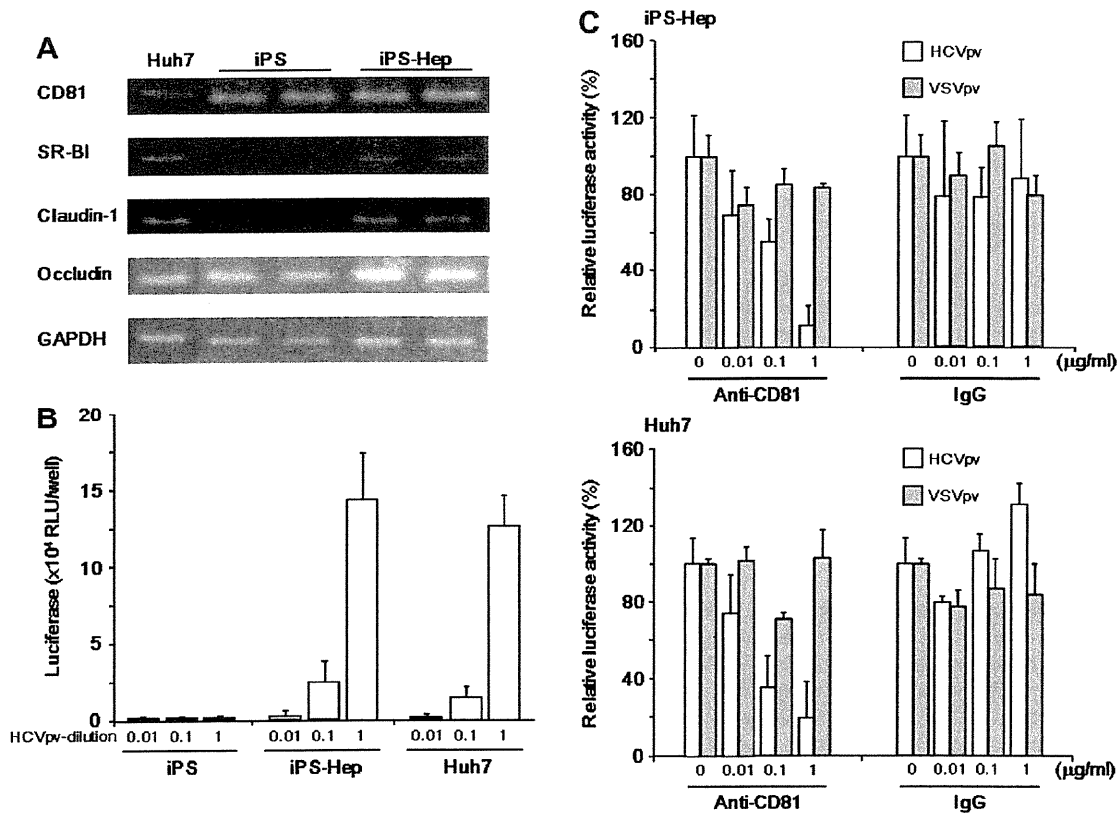 A
Huh7 iPS iPS-Hep
CD81
SR-BI
Claudin-1
Occludin
GAPDH
B
Luciferase (x10⁴ RLU/well)
20
15
10
5
0
HCVpv-dilution 0.01 0.1 1 0.01 0.1 1 0.01 0.1 1
iPS iPS-Hep Huh7
C
iPS-Hep
Relative luciferase activity (%)
160
120
80
40
0
HCVpv
VSVpv
0 0.01 0.1 1 0 0.01 0.1 1 (μg/ml)
Anti-CD81 IgG
Huh7
Relative luciferase activity (%)
160
120
80
40
0
HCVpv
VSVpv
0 0.01 0.1 1 0 0.01 0.1 1 (μg/ml)
Anti-CD81 IgG